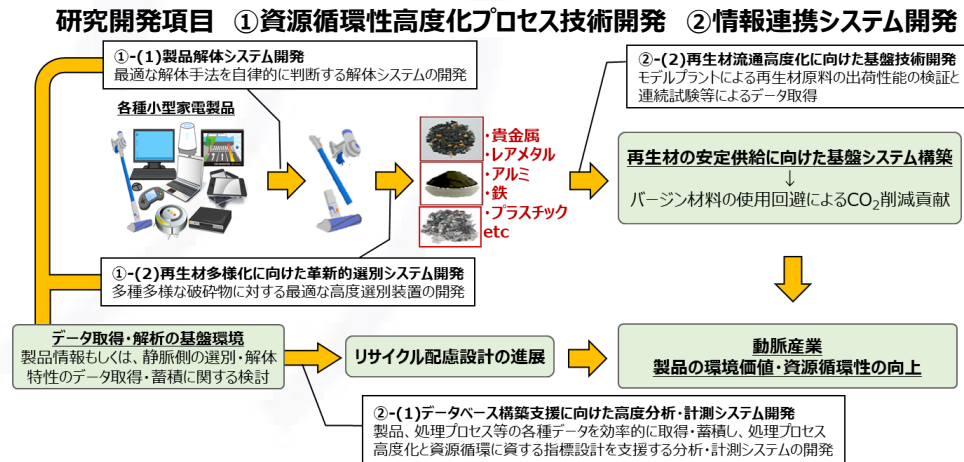 研究開発項目 ①資源循環性高度化プロセス技術開発 ②情報連携システム開発
①-(1)製品解体システム開発
最適な解体手法を自律的に判断する解体システムの開発
②-(2)再生材流通高度化に向けた基盤技術開発
モデルプラントによる再生材原料の出荷性能の検証と
連続試験等によるデータ取得
各種小型家電製品
・貴金属
・レアメタル
・アルミ
・鉄
・プラスチック
etc
再生材の安定供給に向けた基盤システム構築
↓
バージン材料の使用回避によるCO2削減貢献
①-(2)再生材多様化に向けた革新的選別システム開発
多種多様な破砕物に対する最適な高度選別装置の開発
データ取得・解析の基盤環境
製品情報もしくは、静脈側の選別・解体
特性のデータ取得・蓄積に関する検討
リサイクル配慮設計の進展
動脈産業
製品の環境価値・資源循環性の向上
②-(1)データベース構築支援に向けた高度分析・計測システム開発
製品、処理プロセス等の各種データを効率的に取得・蓄積し、処理プロセス
高度化と資源循環に資する指標設計を支援する分析・計測システムの開発